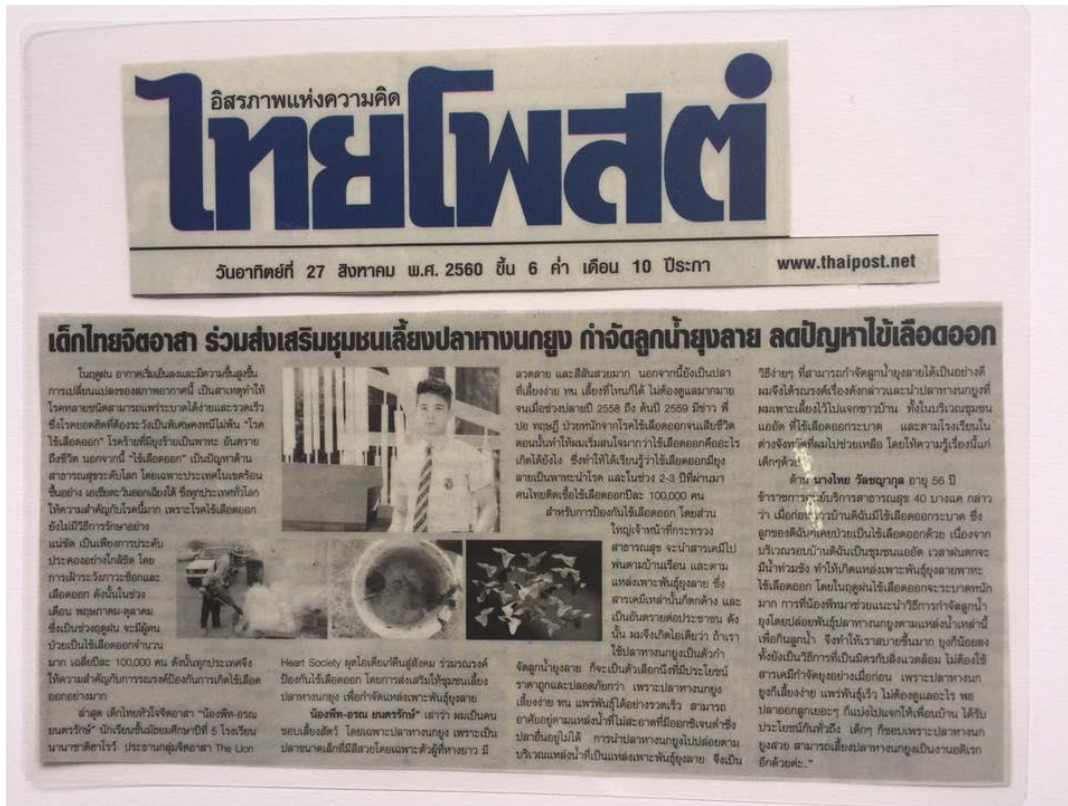 อิสรภาพแห่งความคิด
ไทยโพสต์
วันอาทิตย์ที่ 27 สิงหาคม พ.ศ. 2560 ขึ้น 6 ค่ำ เดือน 10 ปีระกา www.thaipost.net
เด็กไทยจิตอาสา ร่วมส่งเสริมชุมชนเลี้ยงปลาหางนกยูง กำจัดลูกน้ำยุงลาย ลดปัญหาไข้เลือดออก
ในฤดูฝน อากาศเริ่มเย็นลงและมีความชื้นสูงขึ้น
การเปลี่ยนแปลงของสภาพอากาศนี้ เป็นสาเหตุทำให้
โรคหลายชนิดสามารถแพร่ระบาดได้ง่ายและรวดเร็ว
ซึ่งโรคยอดฮิตที่ต้องระวังเป็นพิเศษคงหนีไม่พ้น "โรค
ไข้เลือดออก" โรคร้ายที่มียุงร้ายเป็นพาหะ อันตราย
ถึงชีวิต นอกจากนี้ "ไข้เลือดออก" เป็นปัญหาด้าน
สาธารณสุขระดับโลก โดยเฉพาะประเทศในเขตร้อน
ชื้นอย่าง เอเชียตะวันออกเฉียงใต้ ซึ่งทุกประเทศทั่วโลก
ให้ความสำคัญกับโรคนี้มาก เพราะโรคไข้เลือดออก
ยังไม่มีวิธีการรักษาอย่าง
แน่ชัด เป็นเพียงการประคับ
ประคองอย่างใกล้ชิด โดย
การเฝ้าระวังภาวะช็อกและ
เลือดออก ดังนั้นในช่วง
เดือน พฤษภาคม-ตุลาคม
ซึ่งเป็นช่วงฤดูฝน จะมีผู้คน
ป่วยเป็นไข้เลือดออกจำนวน
มาก เฉลี่ยปีละ 100,000 คน ดังนั้นทุกประเทศจึง
ให้ความสำคัญกับการรณรงค์ป้องกันการเกิดไข้เลือด
ออกอย่างมาก
ล่าสุด เด็กไทยหัวใจจิตอาสา "น้องพีท-อรณ
ยนตรรักษ์" นักเรียนชั้นมัธยมศึกษาปีที่ 5 โรงเรียน
นานาชาติฮาโรว์ ประธานกลุ่มจิตอาสา The Lion
Heart Society ผุดไอเดียเก๋คืนสู่สังคม ร่วมรณรงค์
ป้องกันไข้เลือดออก โดยการส่งเสริมให้ชุมชนเลี้ยง
ปลาหางนกยูง เพื่อกำจัดแหล่งเพาะพันธุ์ยุงลาย
น้องพีท-อรณ ยนตรรักษ์" เล่าว่า ผมเป็นคน
ชอบเลี้ยงสัตว์ โดยเฉพาะปลาหางนกยูง เพราะเป็น
ปลาขนาดเล็กที่มีสีสวยโดยเฉพาะตัวผู้ที่หางยาว มี
ลวดลาย และสีสันสวยมาก นอกจากนี้ยังเป็นปลา
ที่เลี้ยงง่าย ทน เลี้ยงที่ไหนก็ได้ ไม่ต้องดูแลมากมาย
จนเมื่อช่วงปลายปี 2558 ถึง ต้นปี 2559 มีข่าว พี่
ปอ ทฤษฎี ป่วยหนักจากโรคไข้เลือดออกจนเสียชีวิต
ตอนนั้นทำให้ผมเริ่มสนใจมากว่าไข้เลือดออกคืออะไร
เกิดได้ยังไง ซึ่งทำให้ได้เรียนรู้ว่าไข้เลือดออกมียุง
ลายเป็นพาหะนำโรค และในช่วง 2-3 ปีที่ผ่านมา
คนไทยติดเชื้อไข้เลือดออกปีละ 100,000 คน
สำหรับการป้องกันไข้เลือดออก โดยส่วน
ใหญ่เจ้าหน้าที่กระทรวง
สาธารณสุข จะนำสารเคมีไป
พ่นตามบ้านเรือน และตาม
แหล่งเพาะพันธุ์ยุงลาย ซึ่ง
สารเคมีเหล่านั้นก็ตกค้าง และ
เป็นอันตรายต่อประชาชน ดัง
นั้น ผมจึงเกิดไอเดียว่า ถ้าเรา
ใช้ปลาหางนกยูงเป็นตัวกำ
จัดลูกน้ำยุงลาย ก็จะเป็นตัวเลือกนึงที่มีประโยชน์
ราคาถูกและปลอดภัยกว่า เพราะปลาหางนกยูง
เลี้ยงง่าย ทน แพร่พันธุ์ได้อย่างรวดเร็ว สามารถ
อาศัยอยู่ตามแหล่งน้ำที่ไม่สะอาดที่มีออกซิเจนต่ำซึ่ง
ปลาอื่นอยู่ไม่ได้ การนำปลาหางนกยูงไปปล่อยตาม
บริเวณแหล่งน้ำที่เป็นแหล่งเพาะพันธุ์ยุงลาย จึงเป็น
วิธีง่ายๆ ที่สามารถกำจัดลูกน้ำยุงลายได้เป็นอย่างดี
ผมจึงได้รณรงค์เรื่องดังกล่าวและนำปลาหางนกยูงที่
ผมเพาะเลี้ยงไว้ไปแจกชาวบ้าน ทั้งในบริเวณชุมชน
แออัด ที่ไข้เลือดออกระบาด และตามโรงเรียนใน
ต่างจังหวัดที่ผมไปช่วยเหลือ โดยให้ความรู้เรื่องนี้แก่
เด็กๆด้วย
ด้าน นางไทย วัลชญากุล อายุ 56 ปี
ข้าราชการศูนย์บริการสาธารณสุข 40 บางแค กล่าว
ว่า เมื่อก่อนแถวบ้านดิฉันมีไข้เลือดออกระบาด ซึ่ง
ลูกของดิฉันก็เคยป่วยเป็นไข้เลือดออกด้วย เนื่องจาก
บริเวณรอบบ้านดิฉันเป็นชุมชนแออัด เวลาฝนตกจะ
มีน้ำท่วมขัง ทำให้เกิดแหล่งเพาะพันธุ์ยุงลายพาหะ
ไข้เลือดออก โดยในฤดูฝนไข้เลือดออกจะระบาดหนัก
มาก การที่น้องพีทมาช่วยแนะนำวิธีการกำจัดลูกน้ำ
ยุงโดยปล่อยพันธุ์ปลาหางนกยูงตามแหล่งน้ำเหล่านี้
เพื่อกินลูกน้ำ จึงทำให้เราสบายขึ้นมาก ยุงก็น้อยลง
ทั้งยังเป็นวิธีการที่เป็นมิตรกับสิ่งแวดล้อม ไม่ต้องใช้
สารเคมีกำจัดยุงอย่างเมื่อก่อน เพราะปลาหางนก
ยูงก็เลี้ยงง่าย แพร่พันธุ์เร็ว ไม่ต้องดูแลอะไร พอ
ปลาออกลูกเยอะๆ ก็แบ่งไปแจกให้เพื่อนบ้าน ได้รับ
ประโยชน์กันทั่วถึง เด็กๆ ก็ชอบเพราะปลาหางนก
ยูงสวย สามารถเลี้ยงปลาหางนกยูงเป็นงานอดิเรก
อีกด้วยค่ะ.."